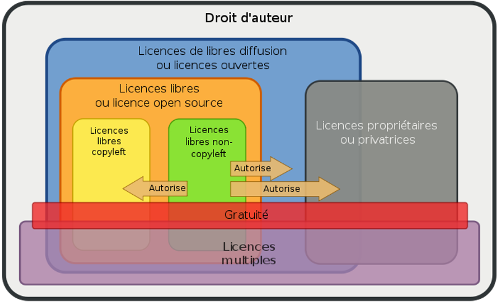 Droit d'auteur
Licences de libres diffusion
ou licences ouvertes
Licences libres
ou licence open source
Licences
libres
copyleft
Licences
libres non-
copyleft
Licences propriétaires
ou privatrices
Autorise
Autorise
Autorise
Gratuité
Licences
multiples